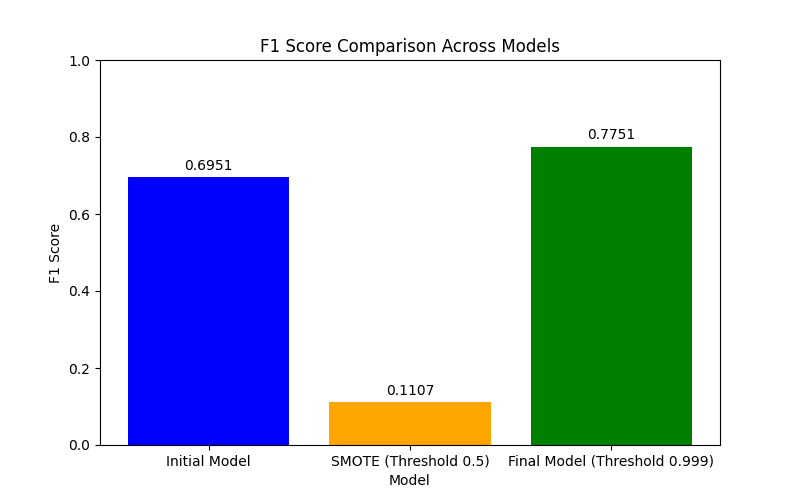 F1 Score Comparison Across Models
1.0
0.8
0.6
0.4
0.2
0.0
F1 Score
0.6951
0.1107
0.7751
Initial Model
SMOTE (Threshold 0.5)
Final Model (Threshold 0.999)
Model